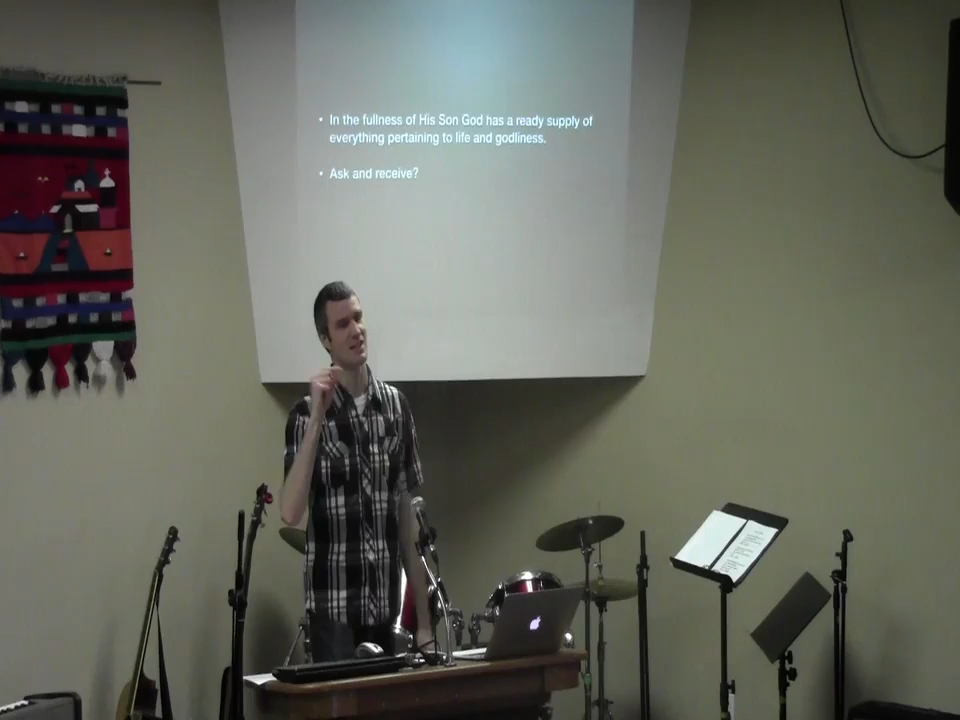 • In the fullness of His Son God has a ready supply of
everything pertaining to life and godliness.
• Ask and receive?